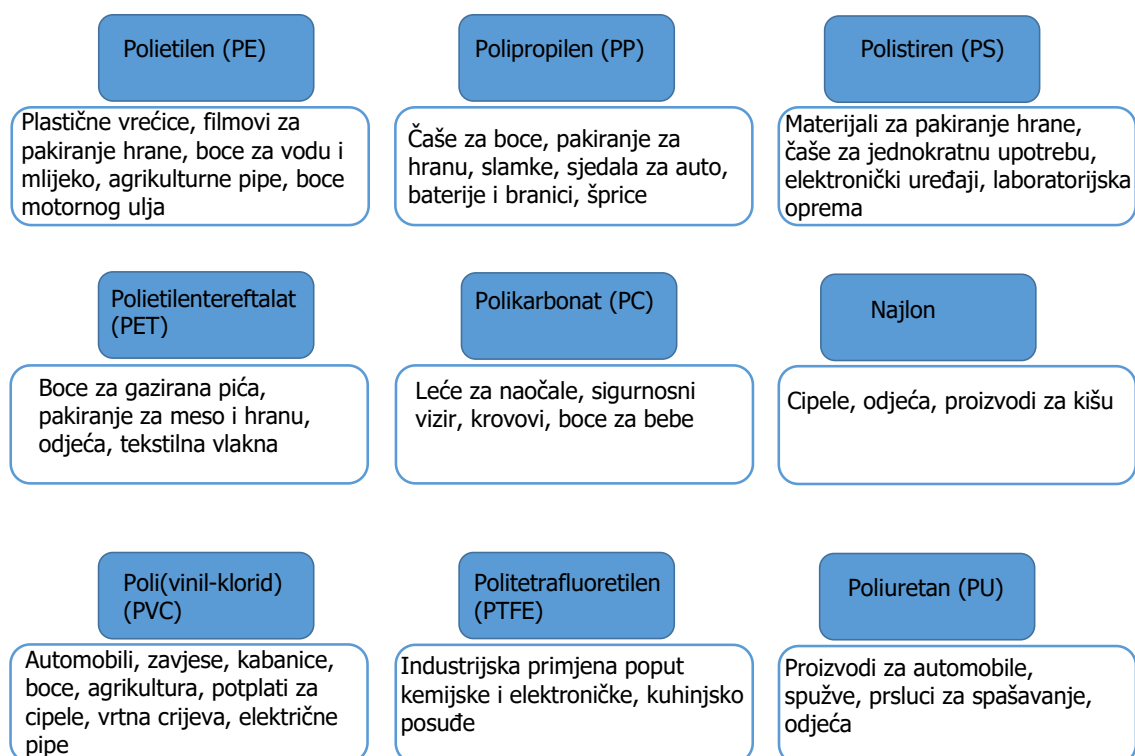 Polietilen (PE)
Plastične vrećice, filmovi za
pakiranje hrane, boce za vodu i
mlijeko, agrikulturne pipe, boce
motornog ulja
Polipropilen (PP)
Čaše za boce, pakiranje za
hranu, slamke, sjedala za auto,
baterije i branici, šprice
Polistiren (PS)
Materijali za pakiranje hrane,
čaše za jednokratnu upotrebu,
elektronički uređaji, laboratorijska
oprema
Polietilentereftalat
(PET)
Boce za gazirana pića,
pakiranje za meso i hranu,
odjeća, tekstilna vlakna
Polikarbonat (PC)
Leće za naočale, sigurnosni
vizir, krovovi, boce za bebe
Najlon
Cipele, odjeća, proizvodi za kišu
Poli(vinil-klorid)
(PVC)
Automobili, zavjese, kabanice,
boce, agrikultura, potplati za
cipele, vrtna crijeva, električne
pipe
Politetrafluoretilen
(PTFE)
Industrijska primjena poput
kemijske i elektroničke, kuhinjsko
posuđe
Poliuretan (PU)
Proizvodi za automobile,
spužve, prsluci za spašavanje,
odjeća